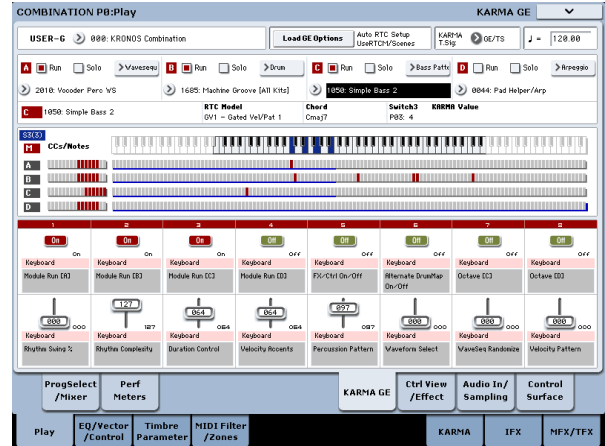 COMBINATION P0:Play KARMA GE
USER-G 000: KRONOS Combination Load GE Options Auto RTC Setup UseRTCM/Scenes KARMA T.Sig: GE/TS ♩ = 120.00
A Run Solo >Wavesequ B Run Solo >Drum C Run Solo >Bass Patte D Run Solo >Arpeggio
2010: Vocoder Perc WS 1685: Machine Groove [All Kits] 1050: Simple Bass 2 0044: Pad Helper/Arp
C 1050: Simple Bass 2 RTC Model Chord Switch3 KARMA Value
GV1 - Gated Vel/Pat 1 Cmaj7 P03: 4
S3(3)
M CCs/Notes
A
B
C
D
1 2 3 4 5 6 7 8
On On On Off Off Off Off Off
On On On Off Off Off Off Off
Keyboard Keyboard Keyboard Keyboard Keyboard Keyboard Keyboard Keyboard
Module Run [A] Module Run [B] Module Run [C] Module Run [D] FX/Ctrl On/Off Alternate DrumMap On/Off Octave [C] Octave [D]
000 127 064 064 097 000 000 000
000 127 064 064 097 000 000 000
Keyboard Keyboard Keyboard Keyboard Keyboard Keyboard Keyboard Keyboard
Rhythm Swing % Rhythm Complexity Duration Control Velocity Accents Percussion Pattern Waveform Select WaveSeq Randomize Velocity Pattern
ProgSelect /Mixer Perf Meters KARMA GE Ctrl View /Effect Audio In/ Sampling Control Surface
Play EQ/Vector /Control Timbre Parameter MIDI Filter /Zones KARMA IFX MFX/TFX